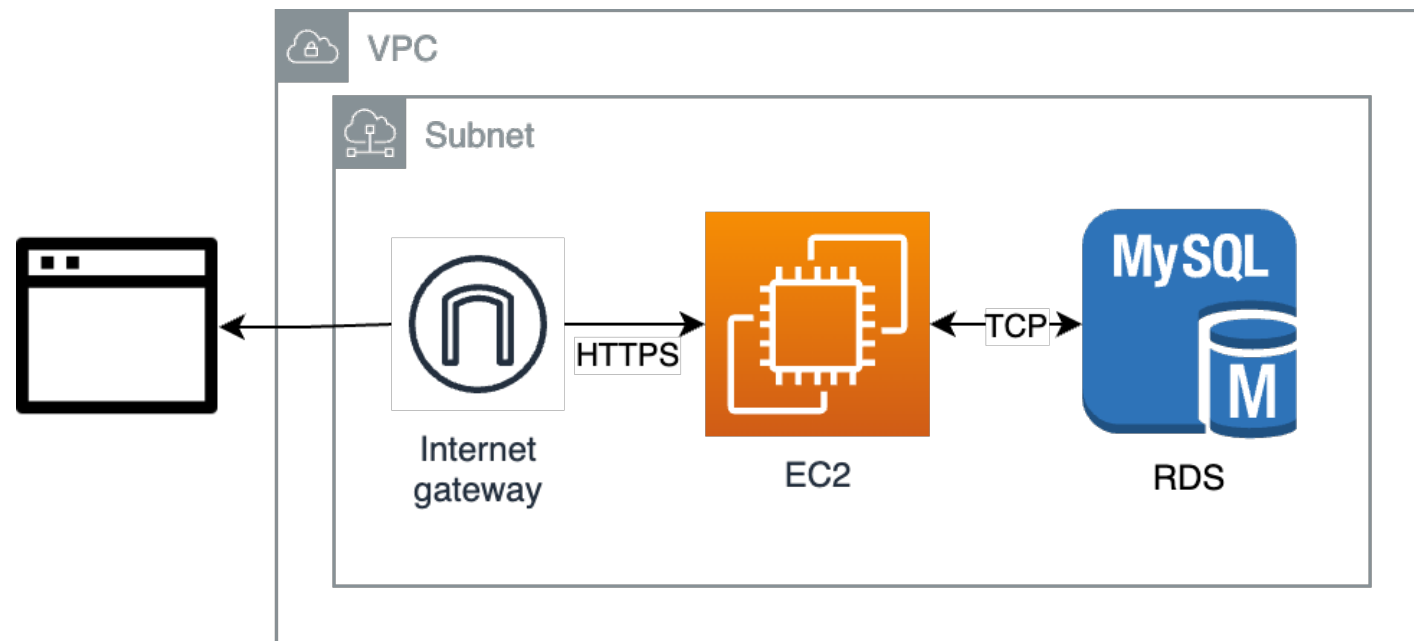 VPC
Subnet
MySQL
M
HTTPS
TCP
Internet
gateway
EC2
RDS